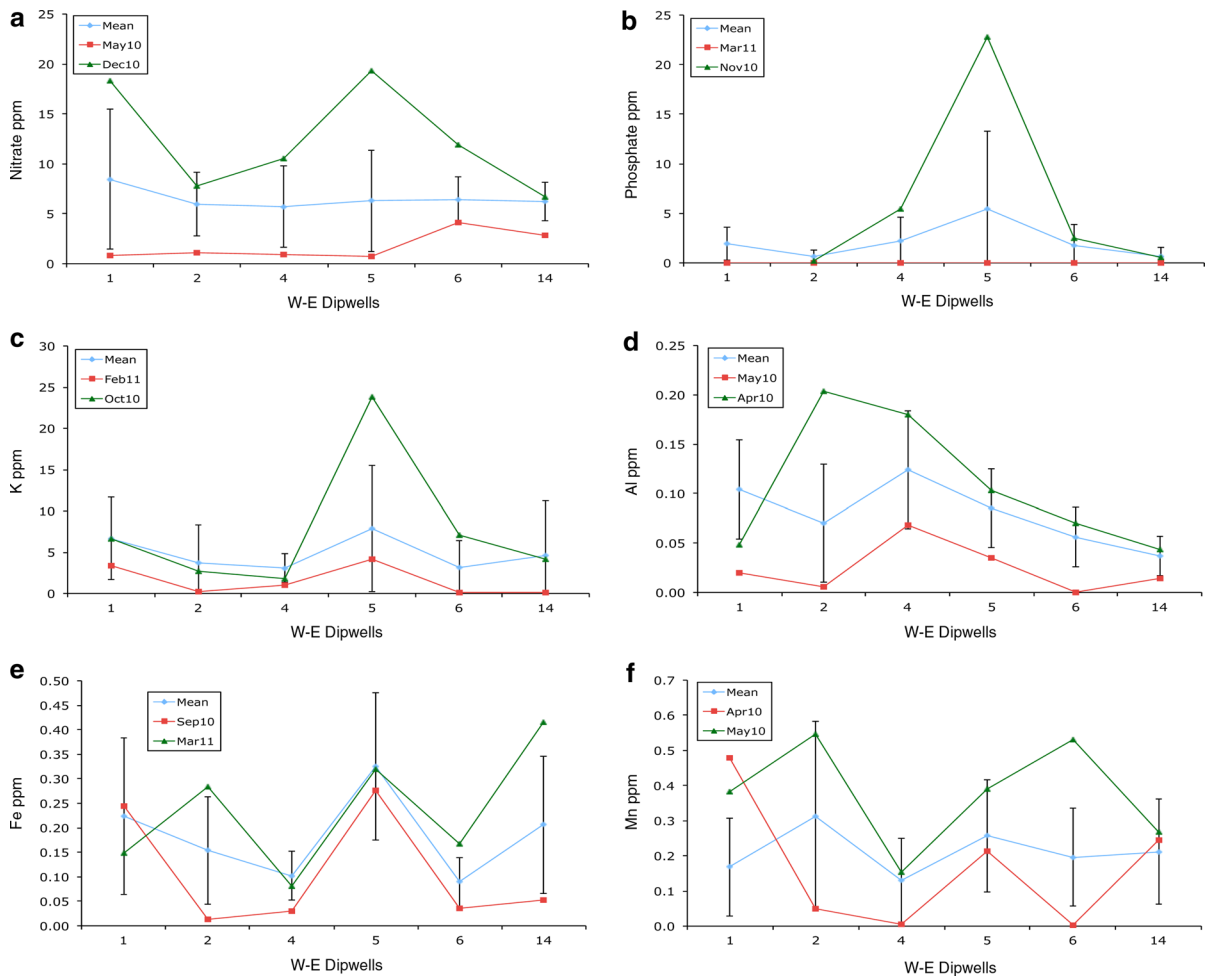 a
Mean
May10
Dec10
Nitrate ppm
25
20
15
10
5
0
1 2 4 5 6 14
W-E Dipwells
b
Mean
Mar11
Nov10
Phosphate ppm
25
20
15
10
5
0
1 2 4 5 6 14
W-E Dipwells
c
Mean
Feb11
Oct10
K ppm
30
25
20
15
10
5
0
1 2 4 5 6 14
W-E Dipwells
d
Mean
May10
Apr10
Al ppm
0.25
0.20
0.15
0.10
0.05
0.00
1 2 4 5 6 14
W-E Dipwells
e
Mean
Sep10
Mar11
Fe ppm
0.50
0.45
0.40
0.35
0.30
0.25
0.20
0.15
0.10
0.05
0.00
1 2 4 5 6 14
W-E Dipwells
f
Mean
Apr10
May10
Mn ppm
0.7
0.6
0.5
0.4
0.3
0.2
0.1
0.0
1 2 4 5 6 14
W-E Dipwells